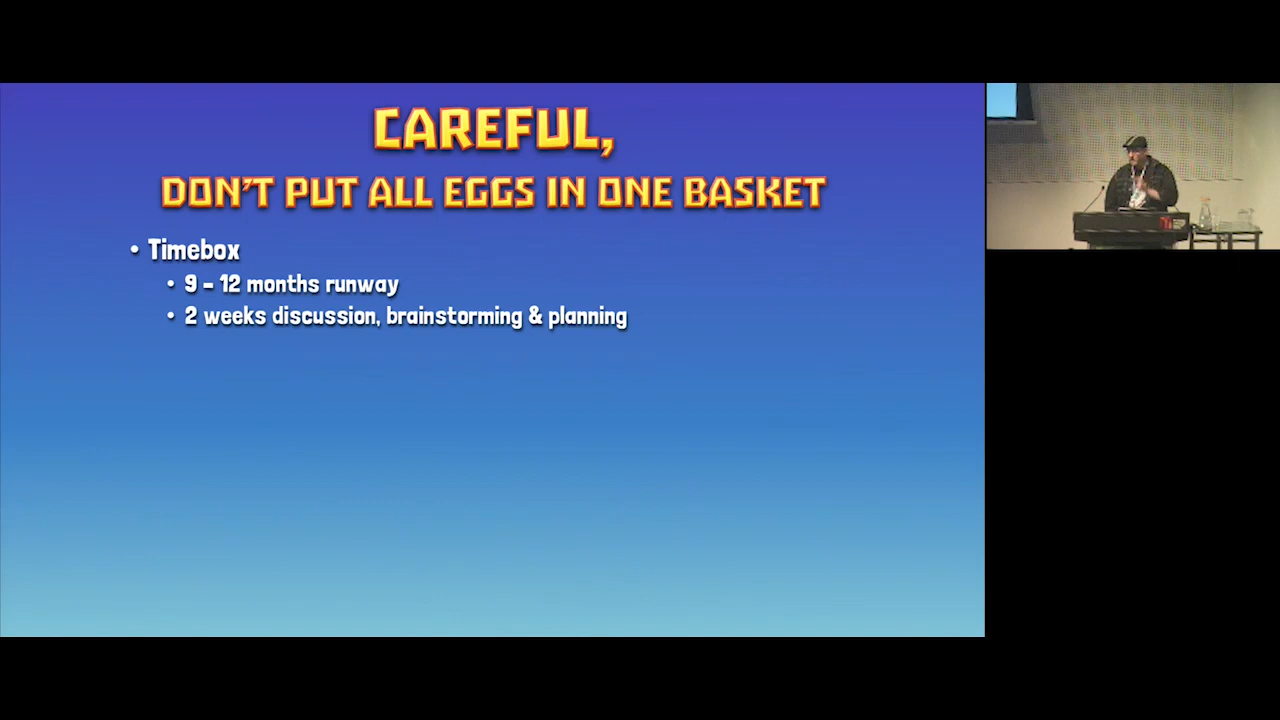 CAREFUL,
DON'T PUT ALL EGGS IN ONE BASKET
• Timebox
• 9 - 12 months runway
• 2 weeks discussion, brainstorming & planning